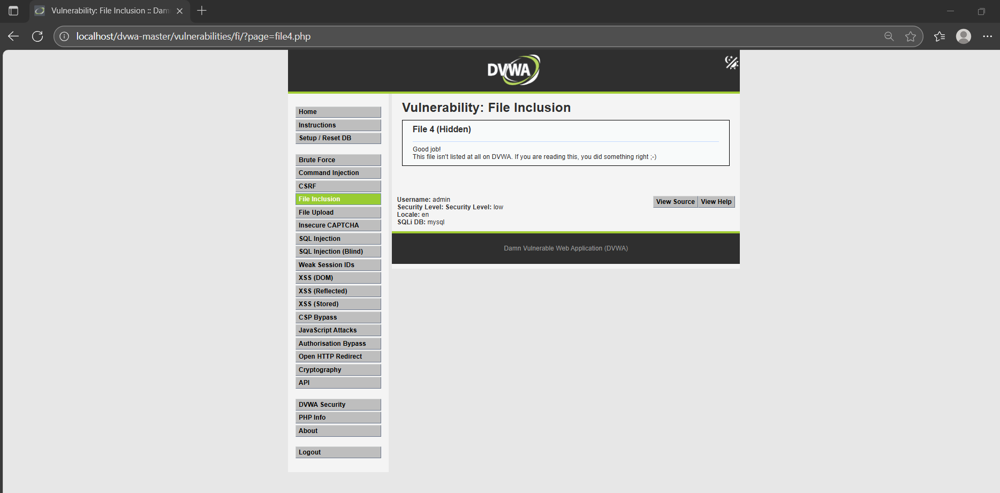 Vulnerability: File Inclusion :: Dam
localhost/dvwa-master/vulnerabilities/fi/?page=file4.php
DVWA
Home
Instructions
Setup / Reset DB
Brute Force
Command Injection
CSRF
File Inclusion
File Upload
Insecure CAPTCHA
SQL Injection
SQL Injection (Blind)
Weak Session IDs
XSS (DOM)
XSS (Reflected)
XSS (Stored)
CSP Bypass
JavaScript Attacks
Authorisation Bypass
Open HTTP Redirect
Cryptography
API
DVWA Security
PHP Info
About
Logout
Vulnerability: File Inclusion
File 4 (Hidden)
Good job!
This file isn't listed at all on DVWA. If you are reading this, you did something right ;-)
Username: admin
Security Level: Security Level: low
Locale: en
SQLi DB: mysql
View Source View Help
Damn Vulnerable Web Application (DVWA)